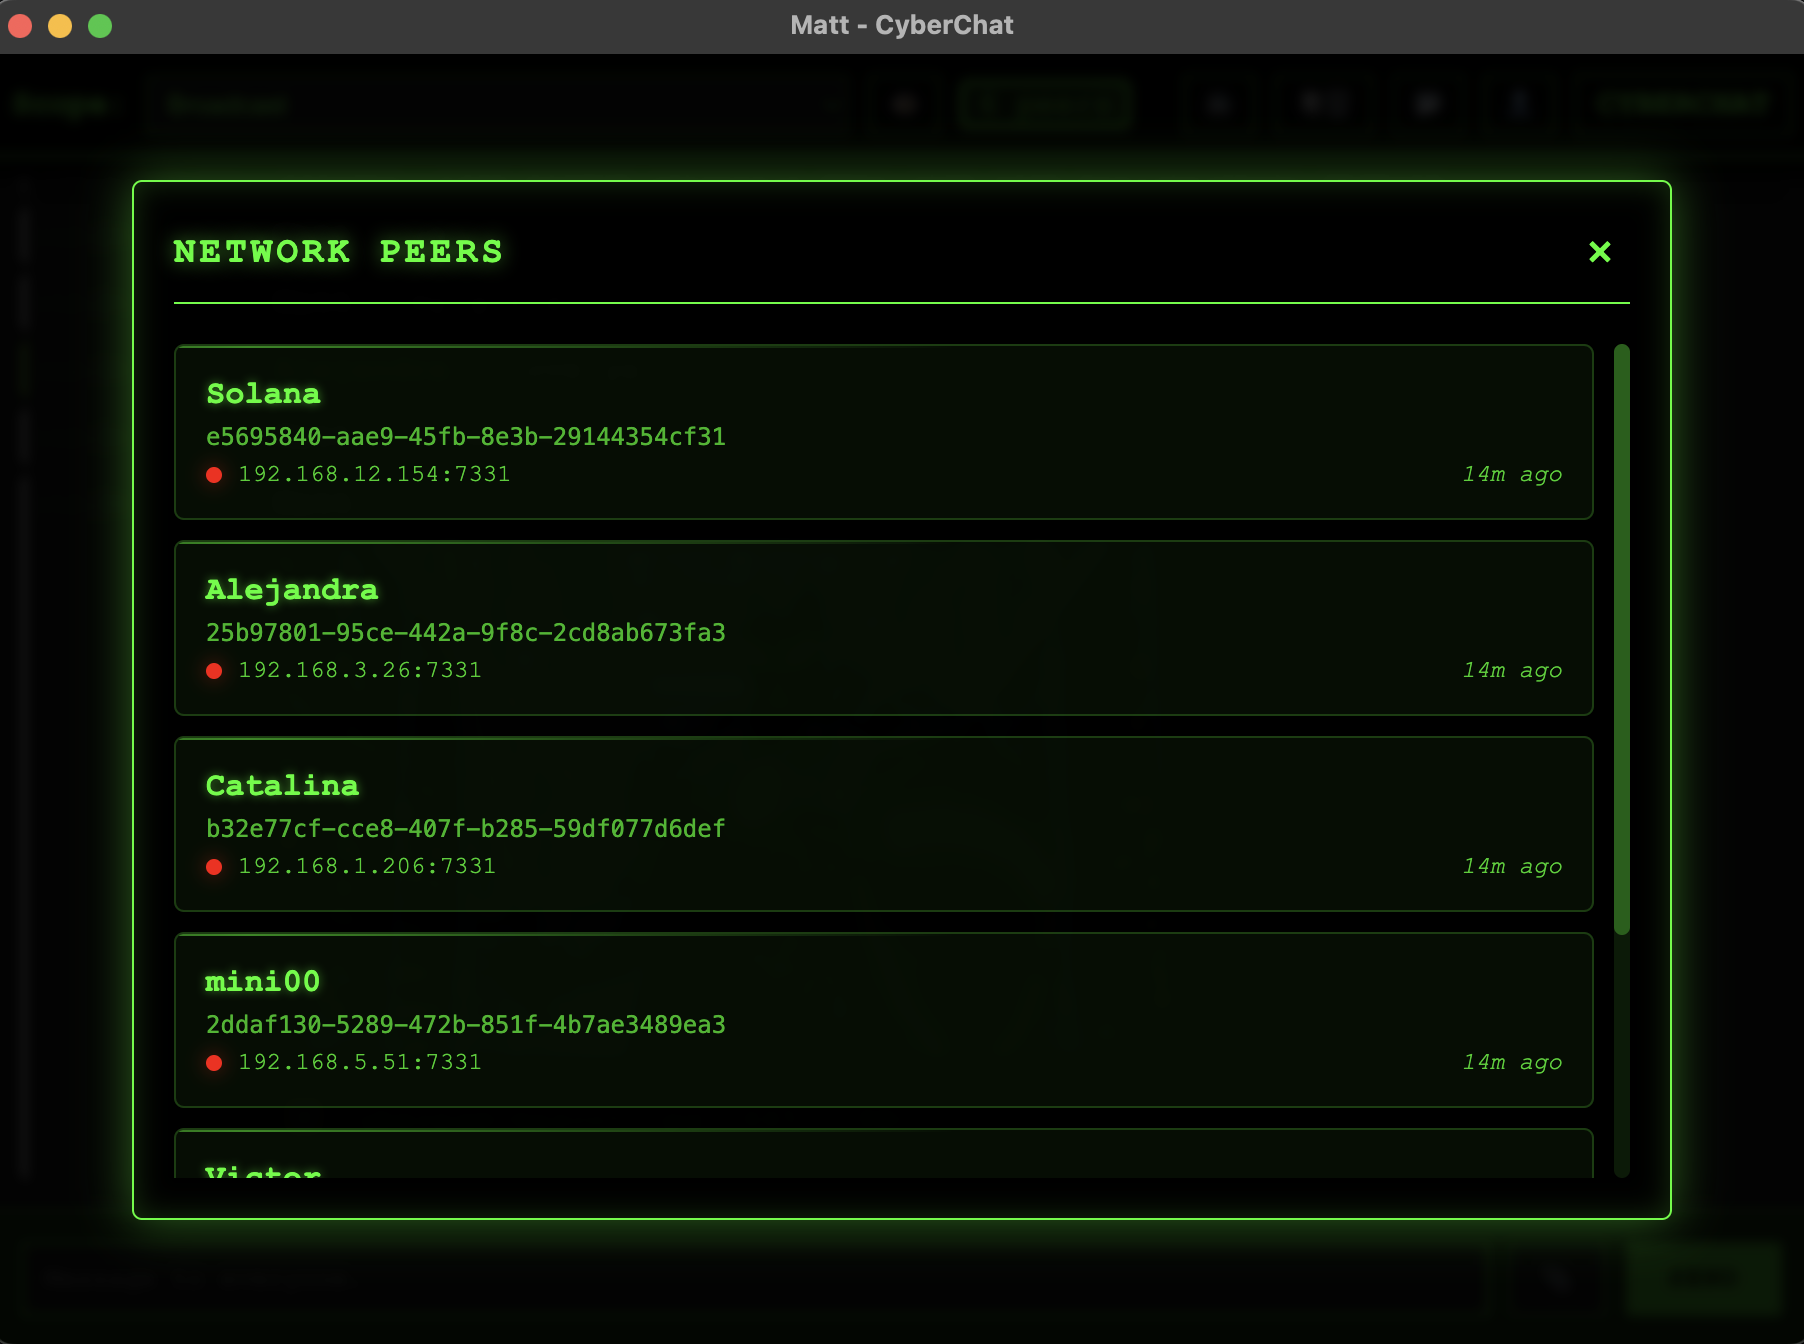 Matt - CyberChat
NETWORK PEERS
Solana
e5695840-aae9-45fb-8e3b-29144354cf31
192.168.12.154:7331
14m ago
Alejandra
25b97801-95ce-442a-9f8c-2cd8ab673fa3
192.168.3.26:7331
14m ago
Catalina
b32e77cf-cce8-407f-b285-59df077d6def
192.168.1.206:7331
14m ago
mini00
2ddaf130-5289-472b-851f-4b7ae3489ea3
192.168.5.51:7331
14m ago
Victor